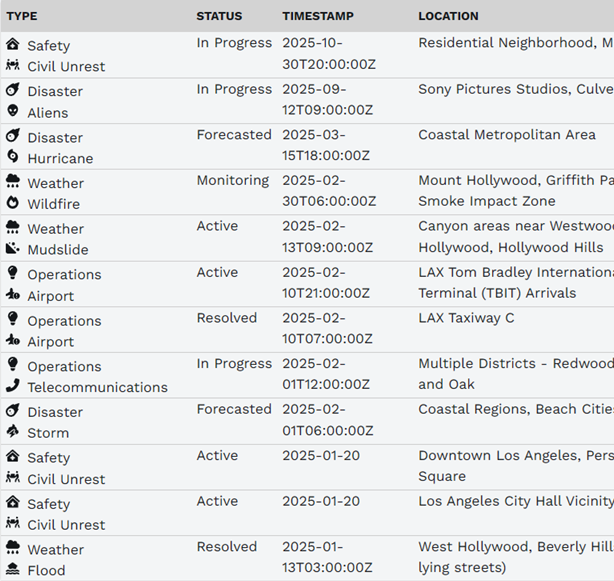 TYPE STATUS TIMESTAMP LOCATION
Safety In Progress 2025-10- Residential Neighborhood, M
Civil Unrest 30T20:00:00Z
Disaster In Progress 2025-09- Sony Pictures Studios, Culve
Aliens 12T09:00:00Z
Disaster Forecasted 2025-03- Coastal Metropolitan Area
Hurricane 15T18:00:00Z
Weather Monitoring 2025-02- Mount Hollywood, Griffith Pa
Wildfire 30T06:00:00Z Smoke Impact Zone
Weather Active 2025-02- Canyon areas near Westwoo
Mudslide 13T09:00:00Z Hollywood, Hollywood Hills
Operations Active 2025-02- LAX Tom Bradley Internationa
Airport 10T21:00:00Z Terminal (TBIT) Arrivals
Operations Resolved 2025-02- LAX Taxiway C
Airport 10T07:00:00Z
Operations In Progress 2025-02- Multiple Districts - Redwood
Telecommunications 01T12:00:00Z and Oak
Disaster Forecasted 2025-02- Coastal Regions, Beach Citie
Storm 01T06:00:00Z
Safety Active 2025-01-20 Downtown Los Angeles, Pers
Civil Unrest Square
Safety Active 2025-01-20 Los Angeles City Hall Vicinity
Civil Unrest
Weather Resolved 2025-01- West Hollywood, Beverly Hill
Flood 13T03:00:00Z lying streets)